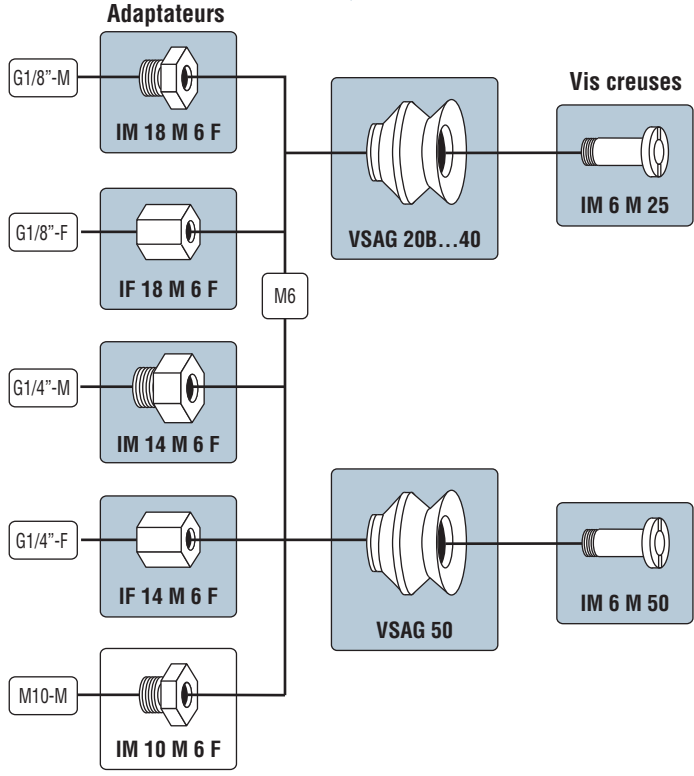 Adaptateurs
G1/8”-M
IM 18 M 6 F
G1/8”-F
IF 18 M 6 F
G1/4”-M
IM 14 M 6 F
G1/4”-F
IF 14 M 6 F
M10-M
IM 10 M 6 F
M6
VSAG 20B...40
VSAG 50
Vis creuses
IM 6 M 25
IM 6 M 50